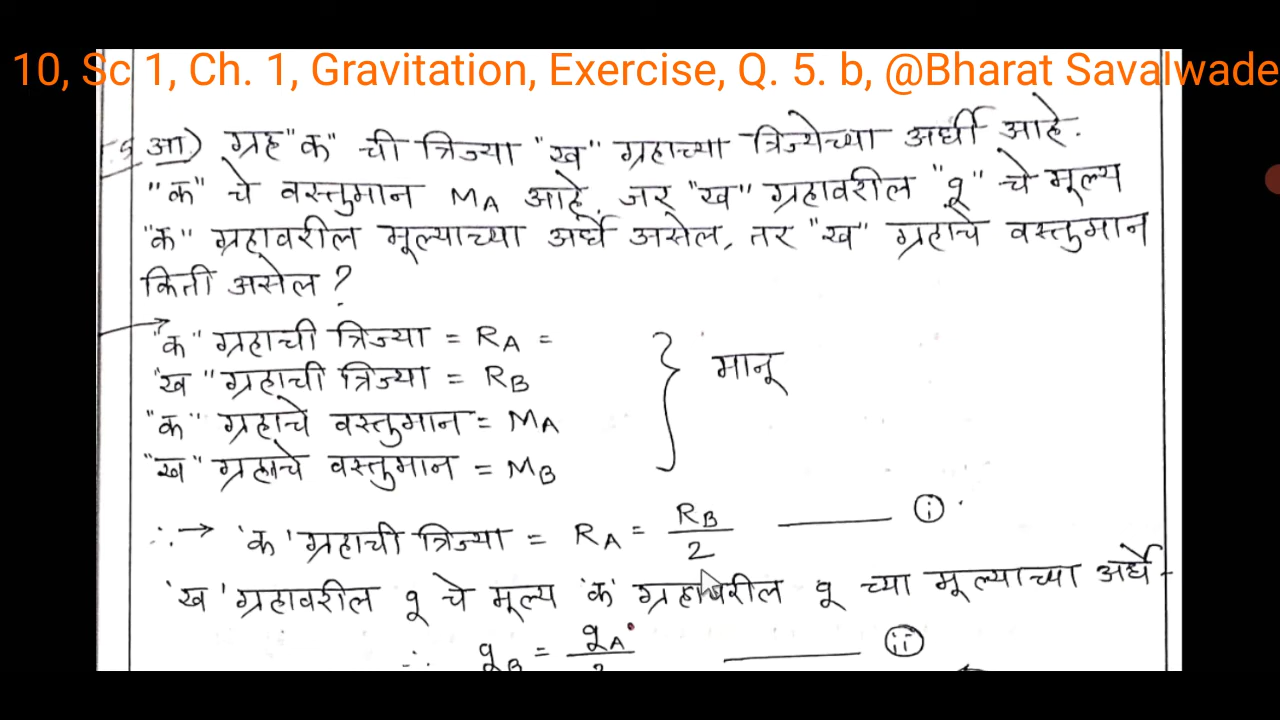 10, Sc 1, Ch. 1, Gravitation, Exercise, Q. 5. b, @Bharat Savalwade
आ) ग्रह "क" ची त्रिज्या "ख" ग्रहाच्या त्रिज्येच्या अर्धी आहे.
"क" चे वस्तुमान MA आहे. जर "ख" ग्रहावरील "g" चे मूल्य
"क" ग्रहावरील मूल्याच्या अर्धे असेल, तर "ख" ग्रहाचे वस्तुमान
किती असेल ?
"क" ग्रहाची त्रिज्या = RA =
"ख" ग्रहाची त्रिज्या = RB
"क" ग्रहाचे वस्तुमान = MA
"ख" ग्रहाचे वस्तुमान = MB
} मानू
∴ → 'क' ग्रहाची त्रिज्या = RA = RB/2 —— (i)
'ख' ग्रहावरील g चे मूल्य 'क' ग्रहावरील g च्या मूल्याच्या अर्धे -
∴ gB = gA/2 —— (ii)